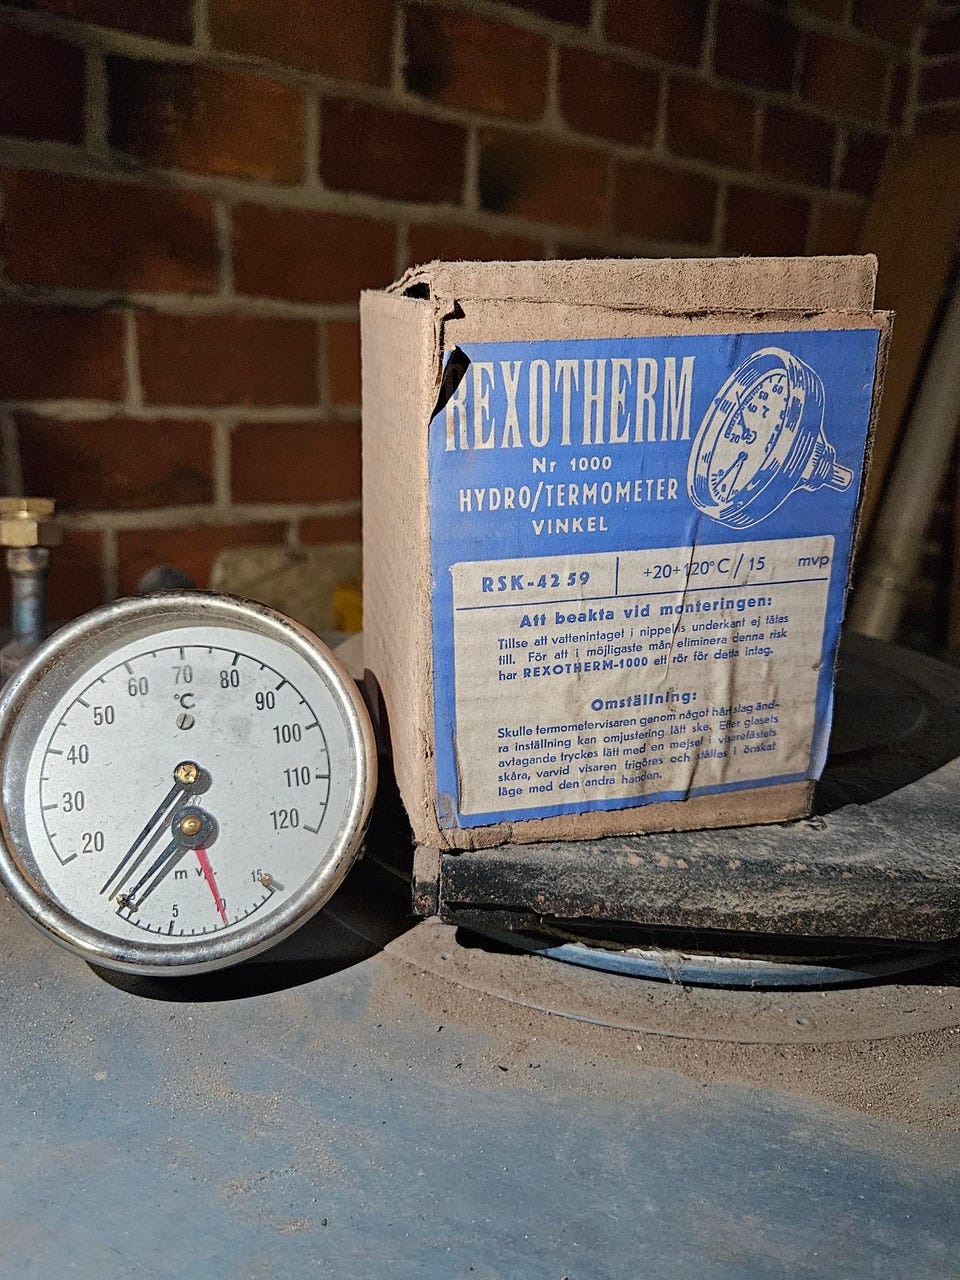 REXOTHERM
Nr 1000
HYDRO/TERMOMETER
VINKEL
RSK-42 59
+20+120°C / 15 mvp
Att beakta vid monteringen:
Tillse att vattenintaget i nippelns underkant ej tätas
till. För att i möjligaste mån eliminera denna risk
har REXOTHERM-1000 ett rör för detta intag.
Omställning:
Skulle termometervisaren genom något hårt slag änd-
ra inställning kan omjustering lätt ske. Efter glasets
avtagande tryckes lätt med en mejsel i visarefästets
skåra, varvid visaren frigöres och ställes i önskat
läge med den andra handen.
20
30
40
50
60
70
80
90
100
110
120
°C
m vp
0
5
15